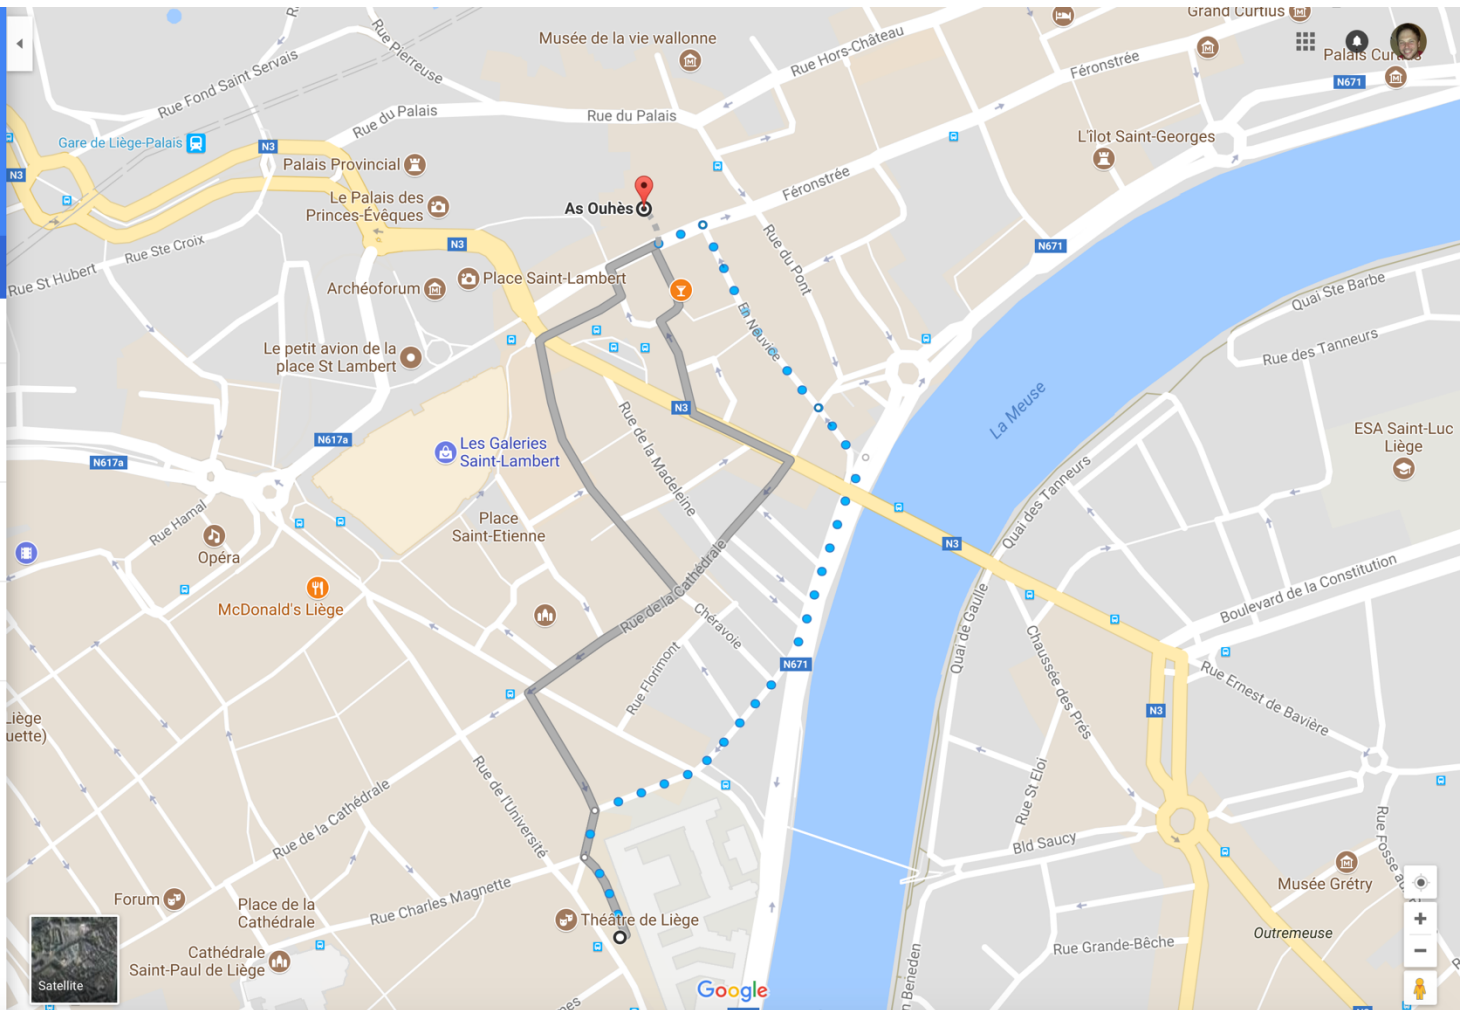 Grand Curtius
Musée de la vie wallonne
Rue Pierreuse
Rue Hors-Château
Palais Curtius
Féronstrée
N671
Rue Fond Saint Servais
Rue du Palais
Rue du Palais
Gare de Liège-Palais
N3
N3
L'îlot Saint-Georges
Palais Provincial
Féronstrée
Le Palais des
Princes-Évêques
As Ouhès
Rue Ste Croix
N3
Rue du Pont
N671
Rue St Hubert
Archéoforum
Place Saint-Lambert
Quai Ste Barbe
En Neuvice
Rue des Tanneurs
Le petit avion de la
place St Lambert
La Meuse
N3
N617a
N617a
Les Galeries
Saint-Lambert
Rue de la Madeleine
ESA Saint-Luc
Liège
Quai des Tanneurs
Rue Hamal
Place
Saint-Etienne
Opéra
N3
McDonald's Liège
Rue de la Cathédrale
Chéravoie
Boulevard de la Constitution
Quai de Gaulle
Chaussée des Prés
Rue Florimont
N671
Rue Ernest de Bavière
Liège
uette)
N3
Rue de l'Université
Rue St Eloi
Rue de la Cathédrale
Bld Saucy
Rue Fosse au
Musée Grétry
Rue Charles Magnette
Forum
Place de la
Cathédrale
Théâtre de Liège
Outremeuse
Cathédrale
Saint-Paul de Liège
Rue Grande-Bêche
n Beneden
Satellite
Google